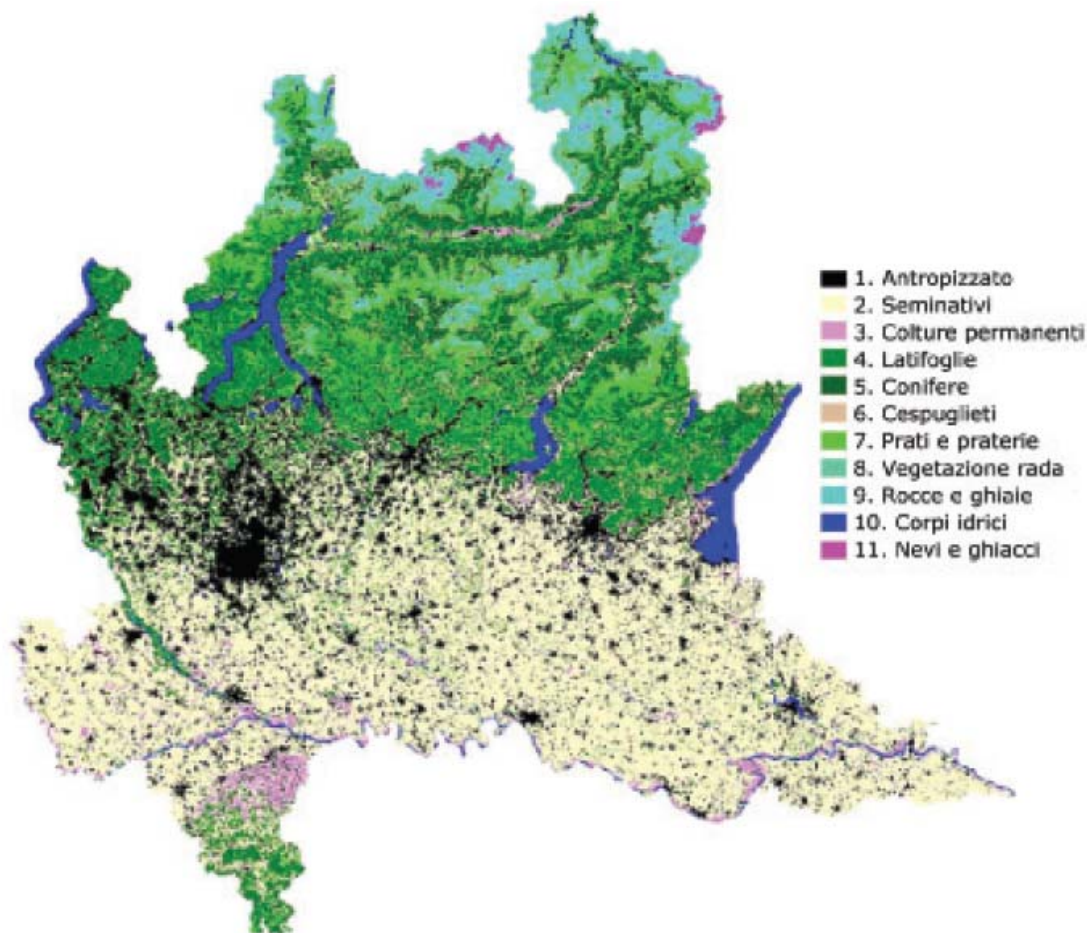 1. Antropizzato
2. Seminativi
3. Colture permanenti
4. Latifoglie
5. Conifere
6. Cespuglieti
7. Prati e praterie
8. Vegetazione rada
9. Rocce e ghiaie
10. Corpi idrici
11. Nevi e ghiacci